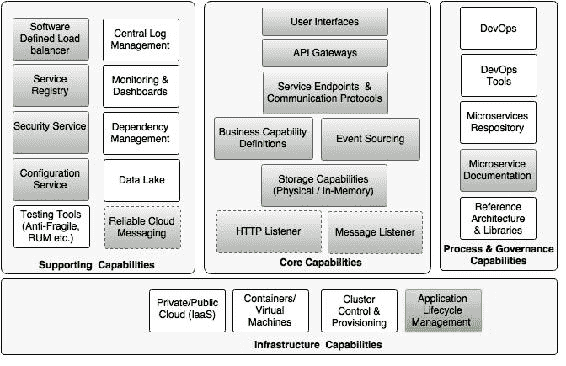 Software
Defined Load
balancer
Central Log
Management
Service
Registry
Monitoring &
Dashboards
Security Service
Dependency
Management
Configuration
Service
Data Lake
Testing Tools
(Anti-Fragile,
RUM etc.)
Reliable Cloud
Messaging
Supporting Capabilities
User Interfaces
API Gateways
Service Endpoints &
Communication Protocols
Business Capability
Definitions
Event Sourcing
Storage Capabilities
(Physical / In-Memory)
HTTP Listener
Message Listener
Core Capabilities
DevOps
DevOps
Tools
Microservices
Respository
Microservice
Documentation
Reference
Architecture
& Libraries
Process & Governance
Capabilities
Private/Public
Cloud (IaaS)
Containers/
Virtual
Machines
Cluster
Control &
Provisioning
Application
Lifecycle
Management
Infrastructure Capabilities